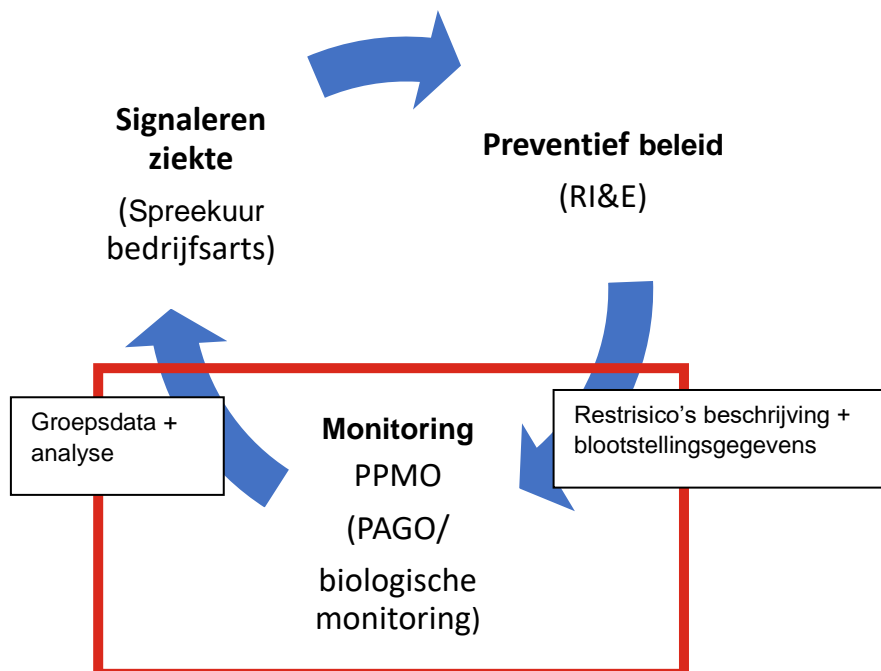 Signaleren
ziekte
(Spreekuur
bedrijfsarts)
Preventief beleid
(RI&E)
Groepsdata +
analyse
Monitoring
PPMO
(PAGO/
biologische
monitoring)
Restrisico's beschrijving +
blootstellingsgegevens